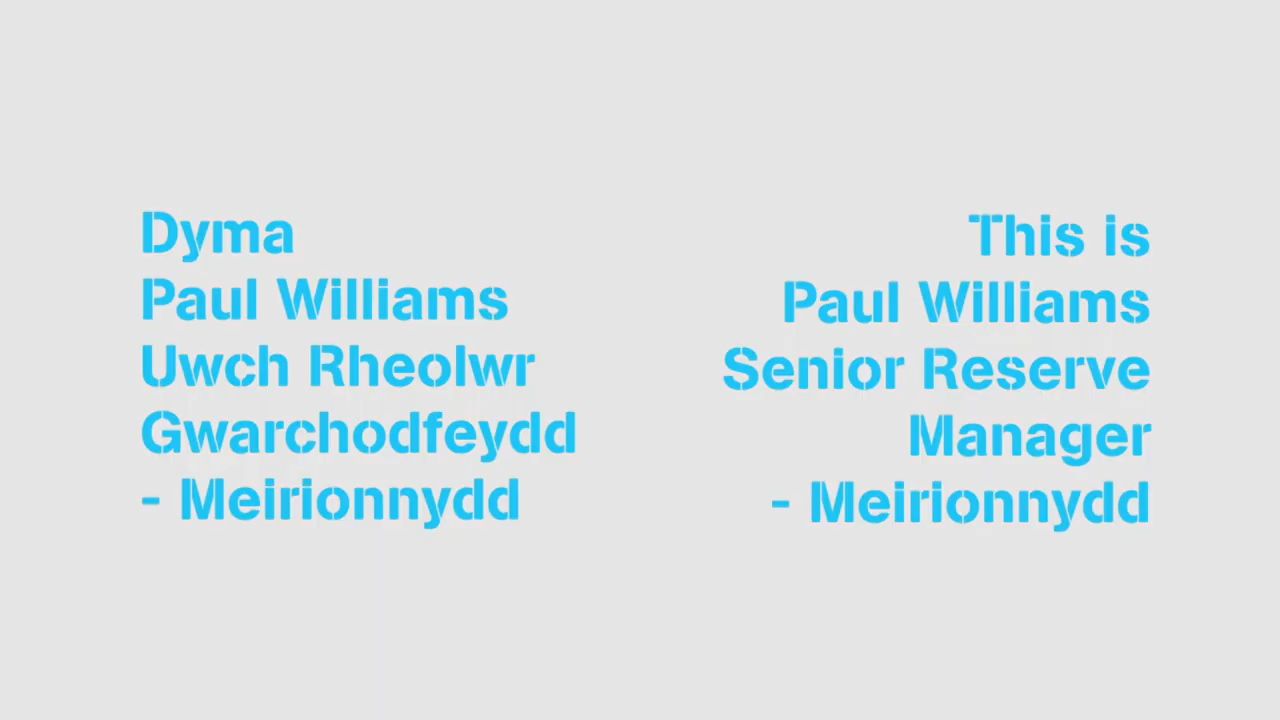 Dyma
Paul Williams
Uwch Rheolwr
Gwarchodfeydd
- Meirionnydd
This is
Paul Williams
Senior Reserve
Manager
- Meirionnydd